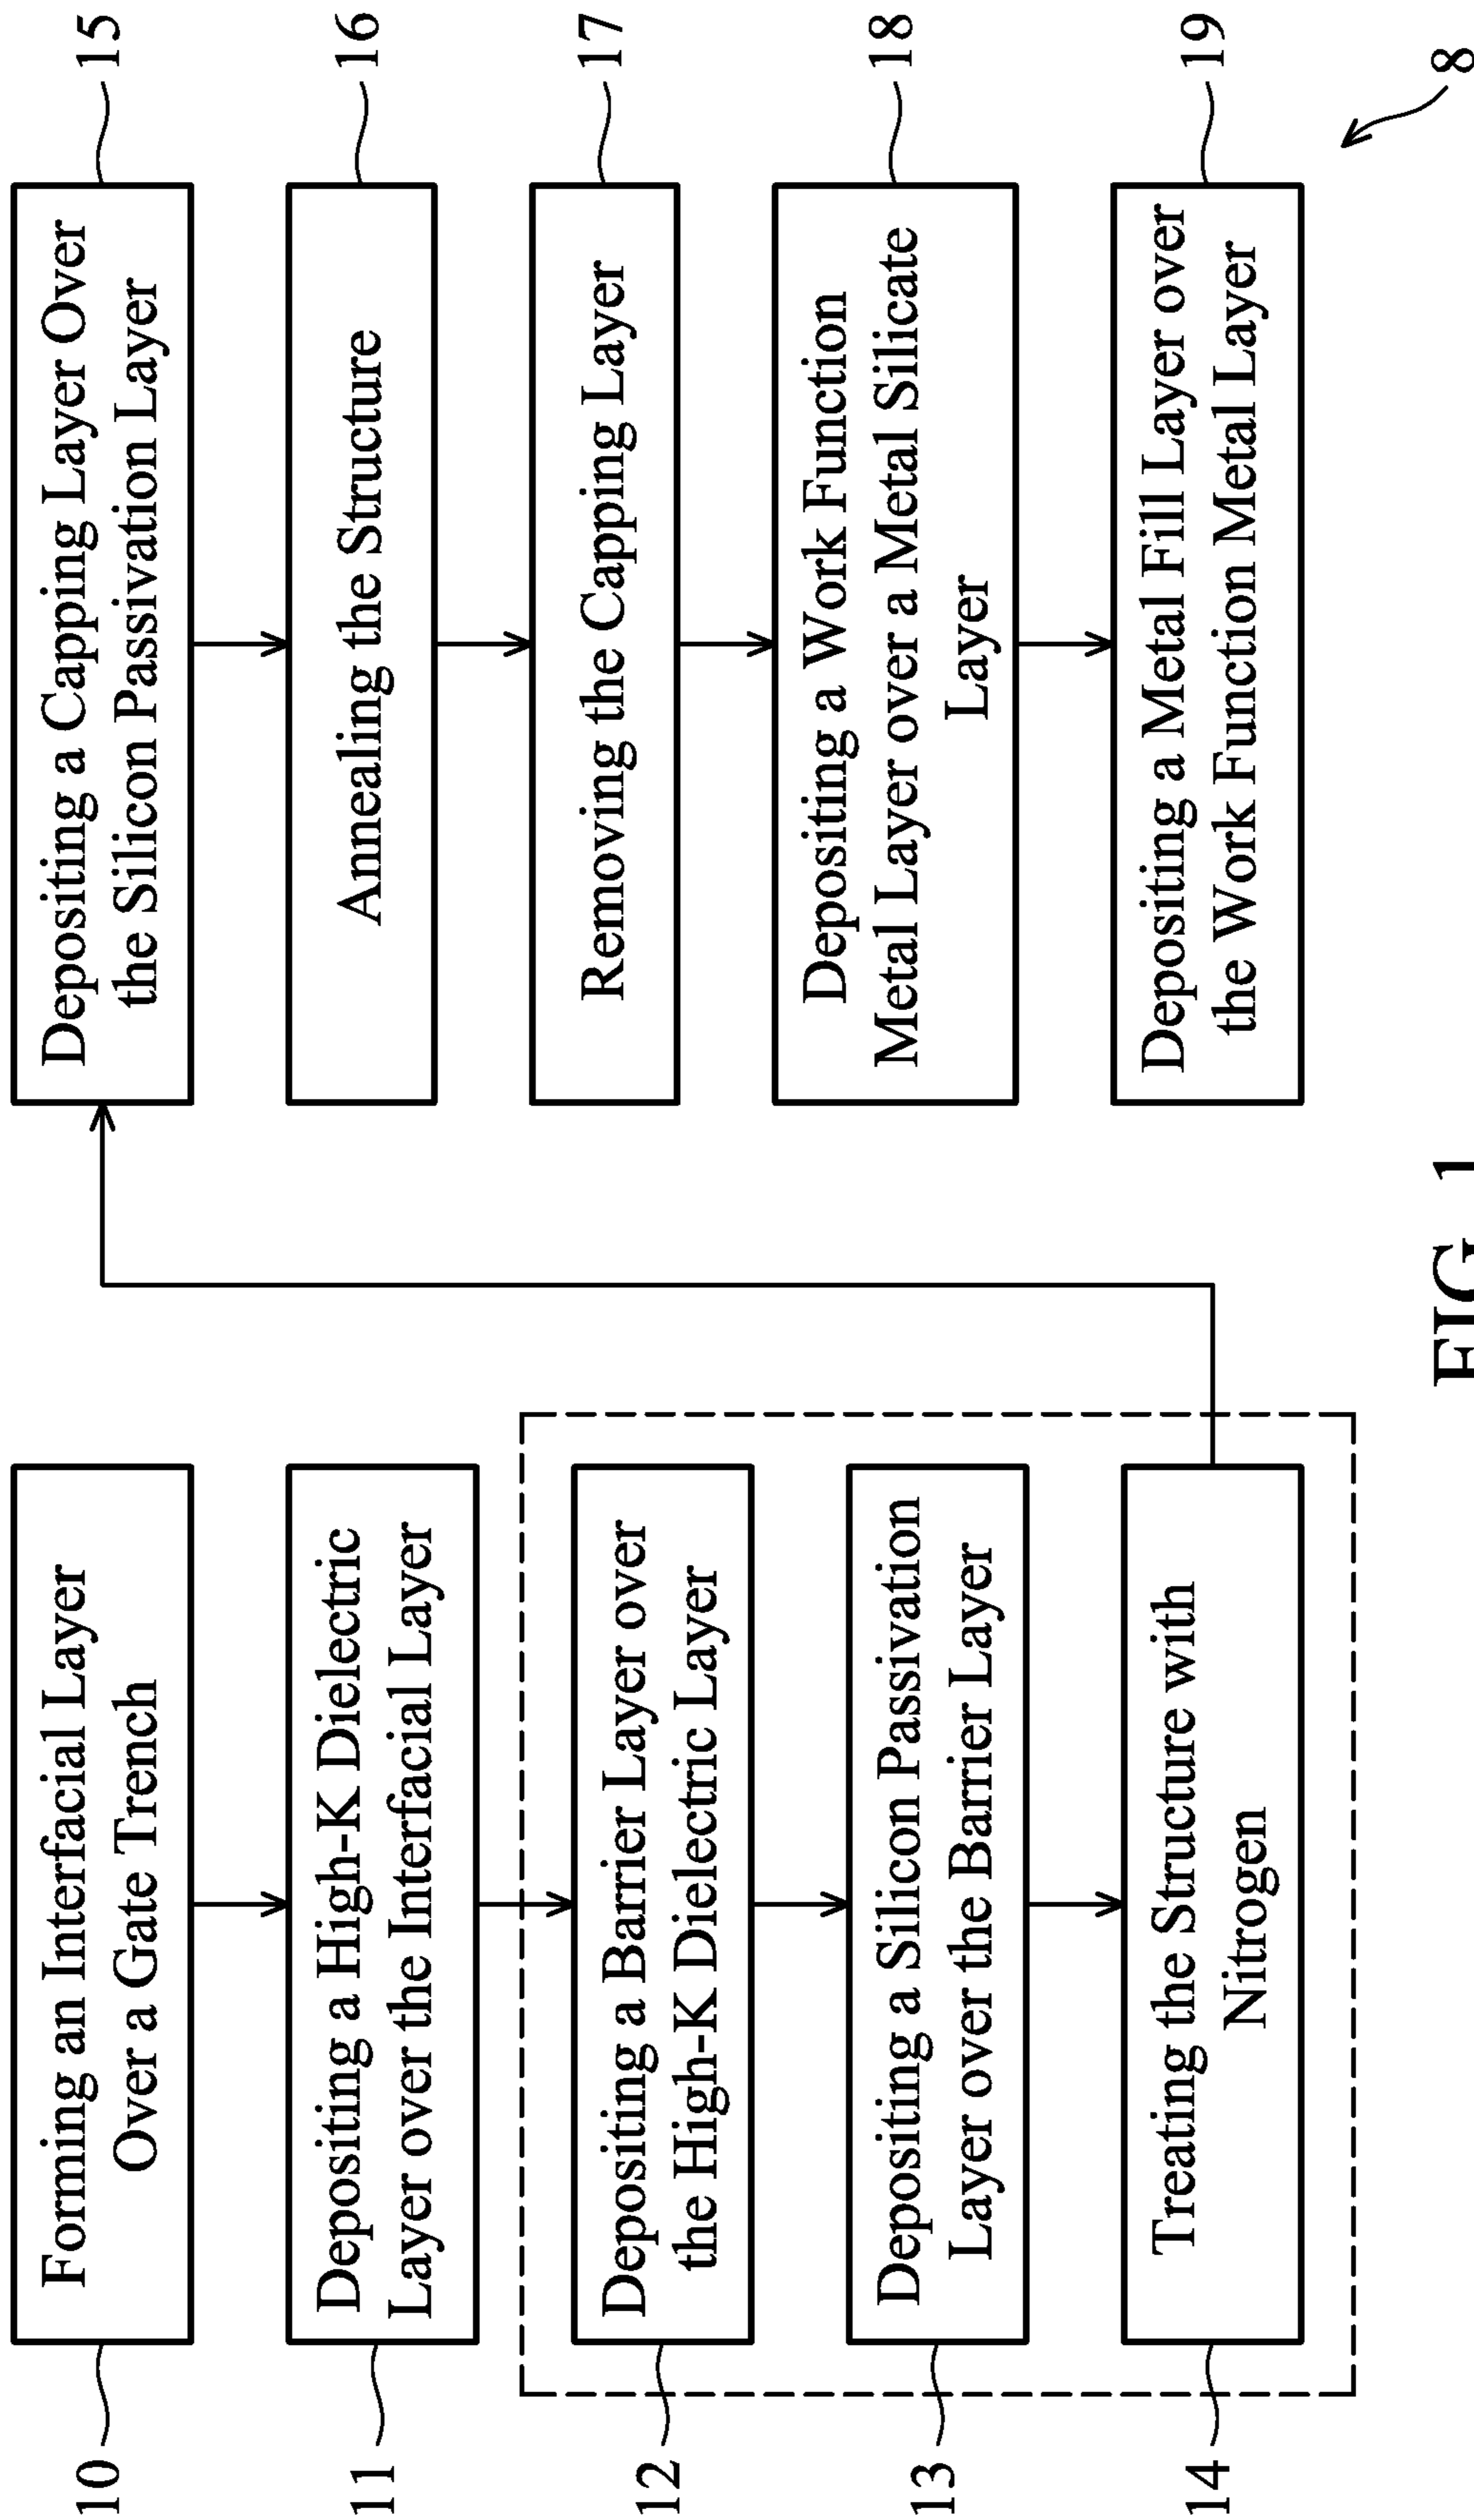 10
Forming an Interfacial Layer
Over a Gate Trench
11
Depositing a High-K Dielectric
Layer over the Interfacial Layer
12
Depositing a Barrier Layer over
the High-K Dielectric Layer
13
Depositing a Silicon Passivation
Layer over the Barrier Layer
14
Treating the Structure with
Nitrogen
Depositing a Capping Layer Over
the Silicon Passivation Layer
15
Annealing the Structure
16
Removing the Capping Layer
17
Depositing a Work Function
Metal Layer over a Metal Silicate
Layer
18
Depositing a Metal Fill Layer over
the Work Function Metal Layer
19
8
FIG. 1